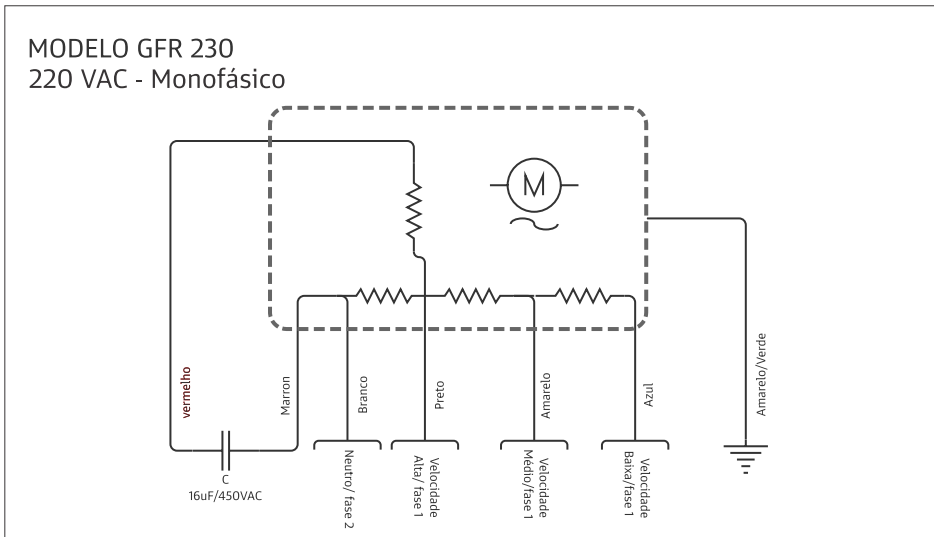 MODELO GFR 230
220 VAC - Monofásico
M
vermelho
Marron
Branco
Preto
Amarelo
Azul
Amarelo/Verde
C
16uF/450VAC
Neutro/ fase 2
Velocidade
Alta/ fase 1
Velocidade
Médio/fase 1
Velocidade
Baixa/fase 1